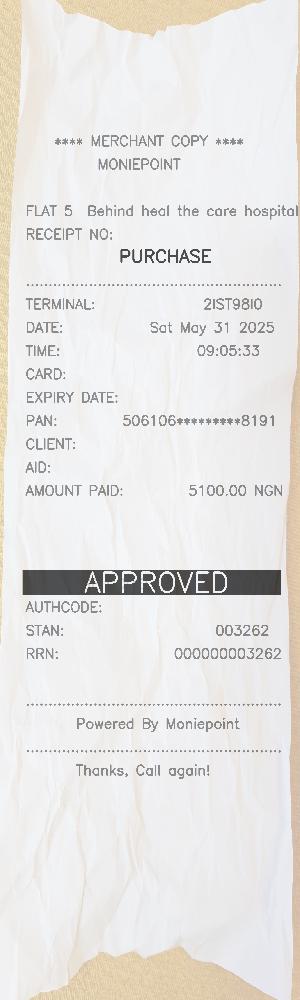 **** MERCHANT COPY ****
MONIEPOINT
FLAT 5 Behind heal the care hospital
RECEIPT NO:
PURCHASE
TERMINAL: 2IST98I0
DATE: Sat May 31 2025
TIME: 09:05:33
CARD:
EXPIRY DATE:
PAN: 506106*********8191
CLIENT:
AID:
AMOUNT PAID: 5100.00 NGN
APPROVED
AUTHCODE:
STAN: 003262
RRN: 000000003262
Powered By Moniepoint
Thanks, Call again!